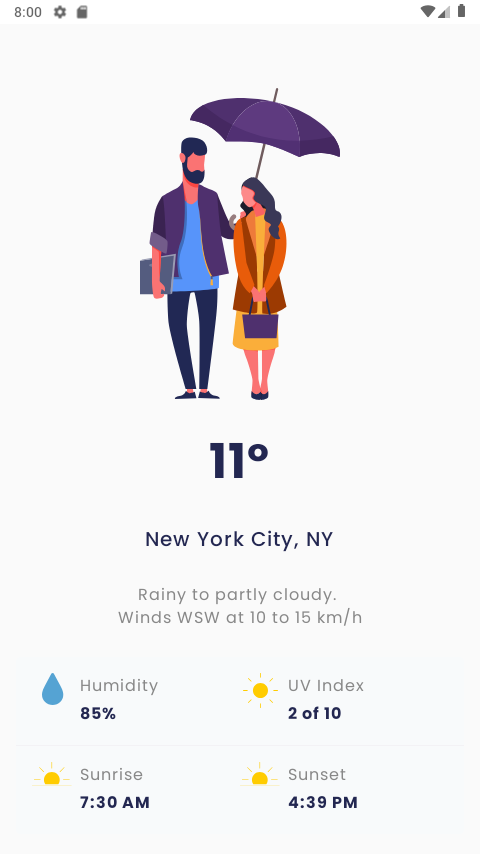 8:00
11°
New York City, NY
Rainy to partly cloudy.
Winds WSW at 10 to 15 km/h
Humidity
85%
UV Index
2 of 10
Sunrise
7:30 AM
Sunset
4:39 PM